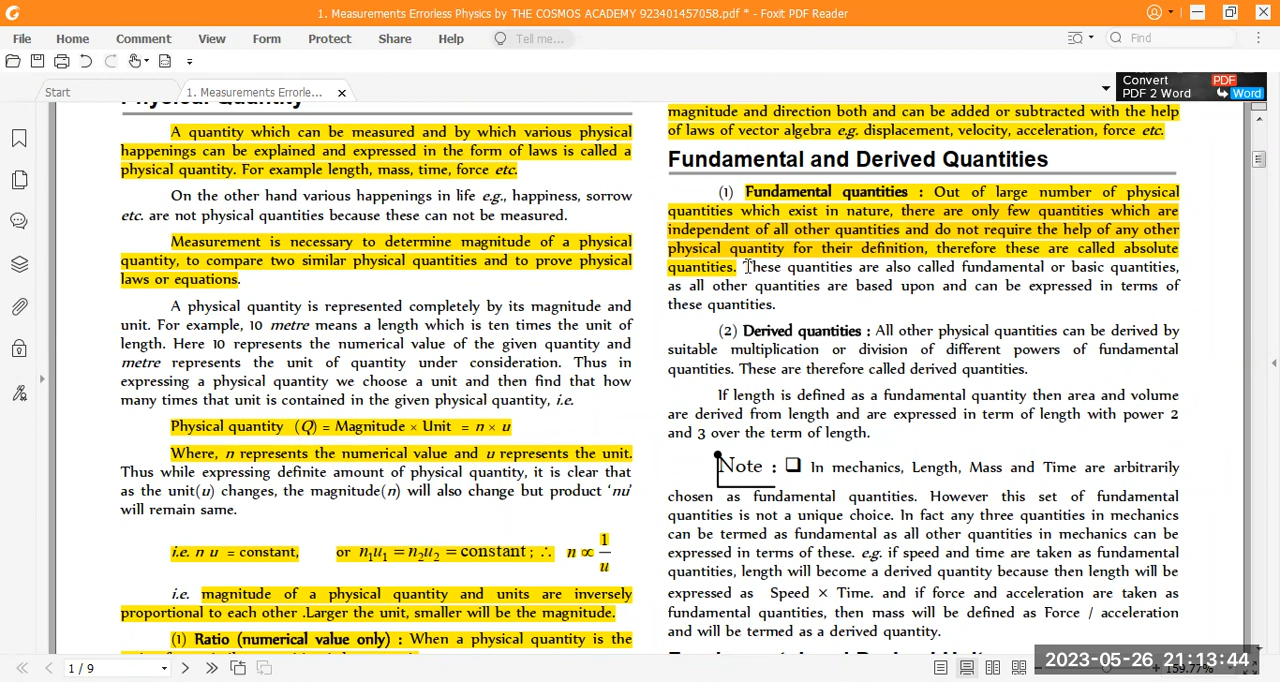 1. Measurements Errorless Physics by THE COSMOS ACADEMY 923401457058.pdf * - Foxit PDF Reader
File Home Comment View Form Protect Share Help Tell me... Find
Start 1. Measurements Errorle...
Convert PDF
PDF 2 Word Word
Physical Quantity
A quantity which can be measured and by which various physical
happenings can be explained and expressed in the form of laws is called a
physical quantity. For example length, mass, time, force etc.
On the other hand various happenings in life e.g., happiness, sorrow
etc. are not physical quantities because these can not be measured.
Measurement is necessary to determine magnitude of a physical
quantity, to compare two similar physical quantities and to prove physical
laws or equations.
A physical quantity is represented completely by its magnitude and
unit. For example, 10 metre means a length which is ten times the unit of
length. Here 10 represents the numerical value of the given quantity and
metre represents the unit of quantity under consideration. Thus in
expressing a physical quantity we choose a unit and then find that how
many times that unit is contained in the given physical quantity, i.e.
Physical quantity (Q) = Magnitude × Unit = n × u
Where, n represents the numerical value and u represents the unit.
Thus while expressing definite amount of physical quantity, it is clear that
as the unit(u) changes, the magnitude(n) will also change but product ‘nu’
will remain same.
i.e. n u = constant, or n₁u₁ = n₂u₂ = constant ; ∴ n ∝ 1/u
i.e. magnitude of a physical quantity and units are inversely
proportional to each other .Larger the unit, smaller will be the magnitude.
(1) Ratio (numerical value only) : When a physical quantity is the
magnitude and direction both and can be added or subtracted with the help
of laws of vector algebra e.g. displacement, velocity, acceleration, force etc.
Fundamental and Derived Quantities
(1) Fundamental quantities : Out of large number of physical
quantities which exist in nature, there are only few quantities which are
independent of all other quantities and do not require the help of any other
physical quantity for their definition, therefore these are called absolute
quantities. These quantities are also called fundamental or basic quantities,
as all other quantities are based upon and can be expressed in terms of
these quantities.
(2) Derived quantities : All other physical quantities can be derived by
suitable multiplication or division of different powers of fundamental
quantities. These are therefore called derived quantities.
If length is defined as a fundamental quantity then area and volume
are derived from length and are expressed in term of length with power 2
and 3 over the term of length.
Note : ❑ In mechanics, Length, Mass and Time are arbitrarily
chosen as fundamental quantities. However this set of fundamental
quantities is not a unique choice. In fact any three quantities in mechanics
can be termed as fundamental as all other quantities in mechanics can be
expressed in terms of these. e.g. if speed and time are taken as fundamental
quantities, length will become a derived quantity because then length will be
expressed as Speed × Time. and if force and acceleration are taken as
fundamental quantities, then mass will be defined as Force / acceleration
and will be termed as a derived quantity.
1 / 9
159.77%
2023-05-26 21:13:44